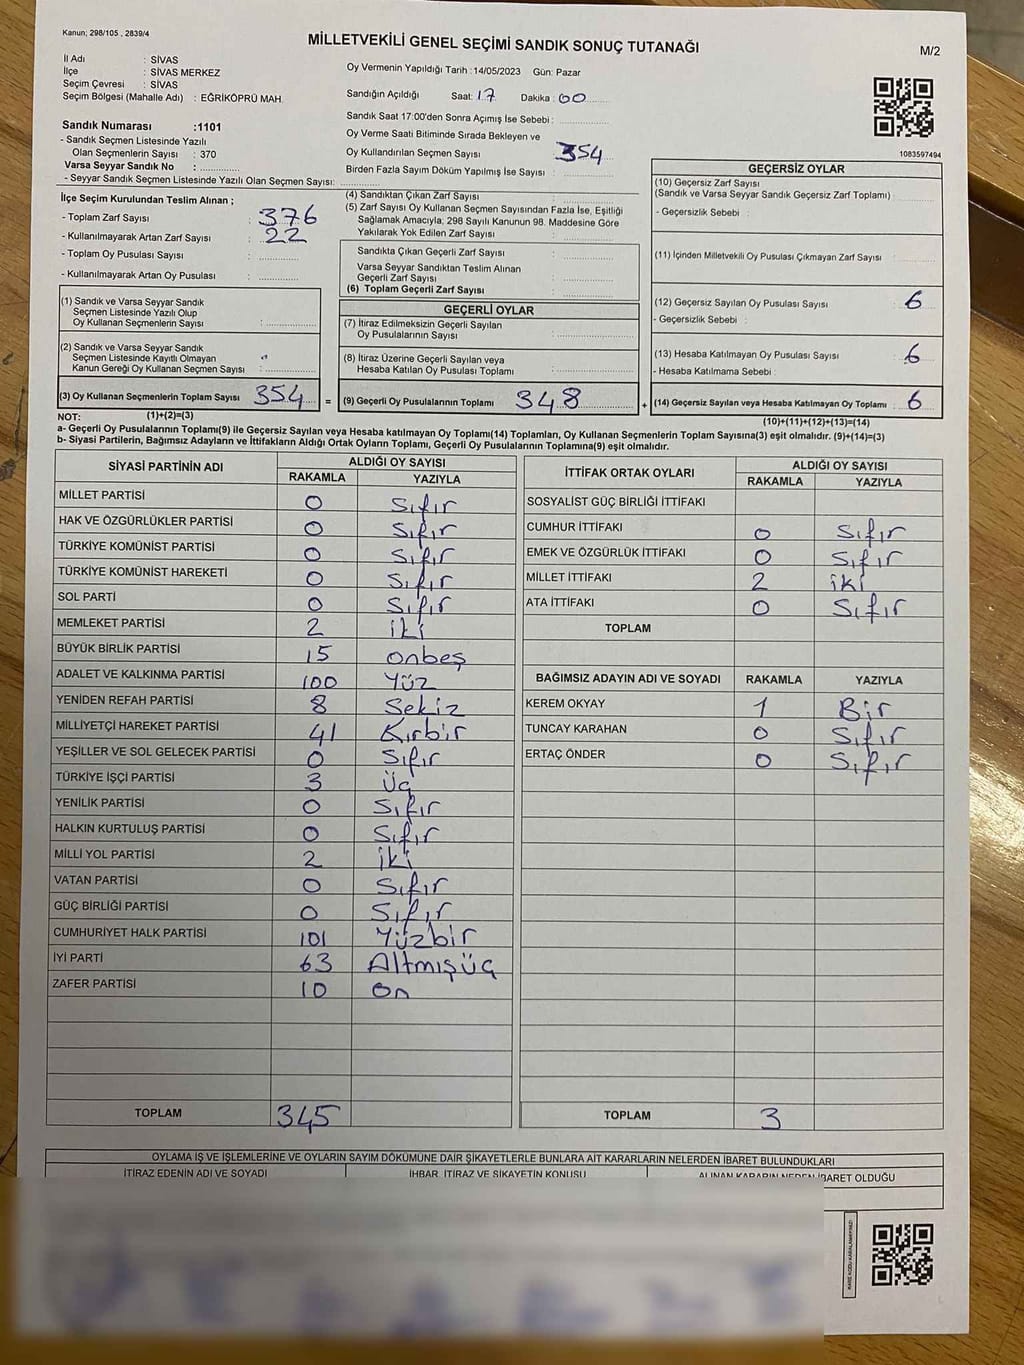 Kanun; 298/105 , 2839/4
MİLLETVEKİLİ GENEL SEÇİMİ SANDIK SONUÇ TUTANAĞI
M/2
İl Adı : SİVAS
İlçe : SİVAS MERKEZ
Seçim Çevresi : SİVAS
Seçim Bölgesi (Mahalle Adı) : EĞRİKÖPRÜ MAH.
Sandık Numarası :1101
- Sandık Seçmen Listesinde Yazılı
Olan Seçmenlerin Sayısı : 370
Varsa Seyyar Sandık No :
- Seyyar Sandık Seçmen Listesinde Yazılı Olan Seçmen Sayısı:
Oy Vermenin Yapıldığı Tarih : 14/05/2023 Gün: Pazar
Sandığın Açıldığı Saat: 17 Dakika: 00
Sandık Saat 17:00'den Sonra Açımış İse Sebebi :
Oy Verme Saati Bitiminde Sırada Bekleyen ve
Oy Kullandırılan Seçmen Sayısı : 354
Birden Fazla Sayım Döküm Yapılmış İse Sayısı :
1083597494
İlçe Seçim Kurulundan Teslim Alınan ;
- Toplam Zarf Sayısı : 376
- Kullanılmayarak Artan Zarf Sayısı : 22
- Toplam Oy Pusulası Sayısı :
- Kullanılmayarak Artan Oy Pusulası :
(4) Sandıktan Çıkan Zarf Sayısı :
(5) Zarf Sayısı Oy Kullanan Seçmen Sayısından Fazla İse, Eşitliği
Sağlamak Amacıyla; 298 Sayılı Kanunun 98. Maddesine Göre
Yakılarak Yok Edilen Zarf Sayısı :
Sandıkta Çıkan Geçerli Zarf Sayısı :
Varsa Seyyar Sandıktan Teslim Alınan
Geçerli Zarf Sayısı :
(6) Toplam Geçerli Zarf Sayısı :
GEÇERSİZ OYLAR
(10) Geçersiz Zarf Sayısı
(Sandık ve Varsa Seyyar Sandık Geçersiz Zarf Toplamı)
- Geçersizlik Sebebi :
(11) İçinden Milletvekili Oy Pusulası Çıkmayan Zarf Sayısı :
(12) Geçersiz Sayılan Oy Pusulası Sayısı : 6
- Geçersizlik Sebebi :
(13) Hesaba Katılmayan Oy Pusulası Sayısı : 6
- Hesaba Katılmama Sebebi :
(14) Geçersiz Sayılan veya Hesaba Katılmayan Oy Toplamı : 6
(1) Sandık ve Varsa Seyyar Sandık
Seçmen Listesinde Yazılı Olup
Oy Kullanan Seçmenlerin Sayısı :
(2) Sandık ve Varsa Seyyar Sandık
Seçmen Listesinde Kayıtlı Olmayan
Kanun Gereği Oy Kullanan Seçmen Sayısı :
(3) Oy Kullanan Seçmenlerin Toplam Sayısı : 354 =
GEÇERLİ OYLAR
(7) İtiraz Edilmeksizin Geçerli Sayılan
Oy Pusulalarının Sayısı :
(8) İtiraz Üzerine Geçerli Sayılan veya
Hesaba Katılan Oy Pusulası Toplamı :
(9) Geçerli Oy Pusulalarının Toplamı : 348 +
NOT: (1)+(2)=(3)
(10)+(11)+(12)+(13)=(14)
a- Geçerli Oy Pusulalarının Toplamı(9) ile Geçersiz Sayılan veya Hesaba katılmayan Oy Toplamı(14) Toplamları, Oy Kullanan Seçmenlerin Toplam Sayısına(3) eşit olmalıdır. (9)+(14)=(3)
b- Siyasi Partilerin, Bağımsız Adayların ve İttifakların Aldığı Ortak Oyların Toplamı, Geçerli Oy Pusulalarının Toplamına(9) eşit olmalıdır.
SİYASİ PARTİNİN ADI ALDIĞI OY SAYISI
RAKAMLA YAZIYLA
MİLLET PARTİSİ 0 Sıfır
HAK VE ÖZGÜRLÜKLER PARTİSİ 0 Sıfır
TÜRKİYE KOMÜNİST PARTİSİ 0 Sıfır
TÜRKİYE KOMÜNİST HAREKETİ 0 Sıfır
SOL PARTİ 0 Sıfır
MEMLEKET PARTİSİ 2 iki
BÜYÜK BİRLİK PARTİSİ 15 onbeş
ADALET VE KALKINMA PARTİSİ 100 Yüz
YENİDEN REFAH PARTİSİ 8 Sekiz
MİLLİYETÇİ HAREKET PARTİSİ 41 Kırbir
YEŞİLLER VE SOL GELECEK PARTİSİ 0 Sıfır
TÜRKİYE İŞÇİ PARTİSİ 3 Üç
YENİLİK PARTİSİ 0 Sıfır
HALKIN KURTULUŞ PARTİSİ 0 Sıfır
MİLLİ YOL PARTİSİ 2 iki
VATAN PARTİSİ 0 Sıfır
GÜÇ BİRLİĞİ PARTİSİ 0 Sıfır
CUMHURİYET HALK PARTİSİ 101 Yüzbir
İYİ PARTİ 63 Altmışüç
ZAFER PARTİSİ 10 on
TOPLAM 345
İTTİFAK ORTAK OYLARI ALDIĞI OY SAYISI
RAKAMLA YAZIYLA
SOSYALİST GÜÇ BİRLİĞİ İTTİFAKI
CUMHUR İTTİFAKI 0 Sıfır
EMEK VE ÖZGÜRLÜK İTTİFAKI 0 Sıfır
MİLLET İTTİFAKI 2 iki
ATA İTTİFAKI 0 Sıfır
TOPLAM
BAĞIMSIZ ADAYIN ADI VE SOYADI RAKAMLA YAZIYLA
KEREM OKYAY 1 Bir
TUNCAY KARAHAN 0 Sıfır
ERTAÇ ÖNDER 0 Sıfır
TOPLAM 3
OYLAMA İŞ VE İŞLEMLERİNE VE OYLARIN SAYIM DÖKÜMÜNE DAİR ŞİKAYETLERLE BUNLARA AİT KARARLARIN NELERDEN İBARET BULUNDUKLARI
İTİRAZ EDENİN ADI VE SOYADI İHBAR, İTİRAZ VE ŞİKAYETİN KONUSU ALINAN KARARIN NEDEN İBARET OLDUĞU